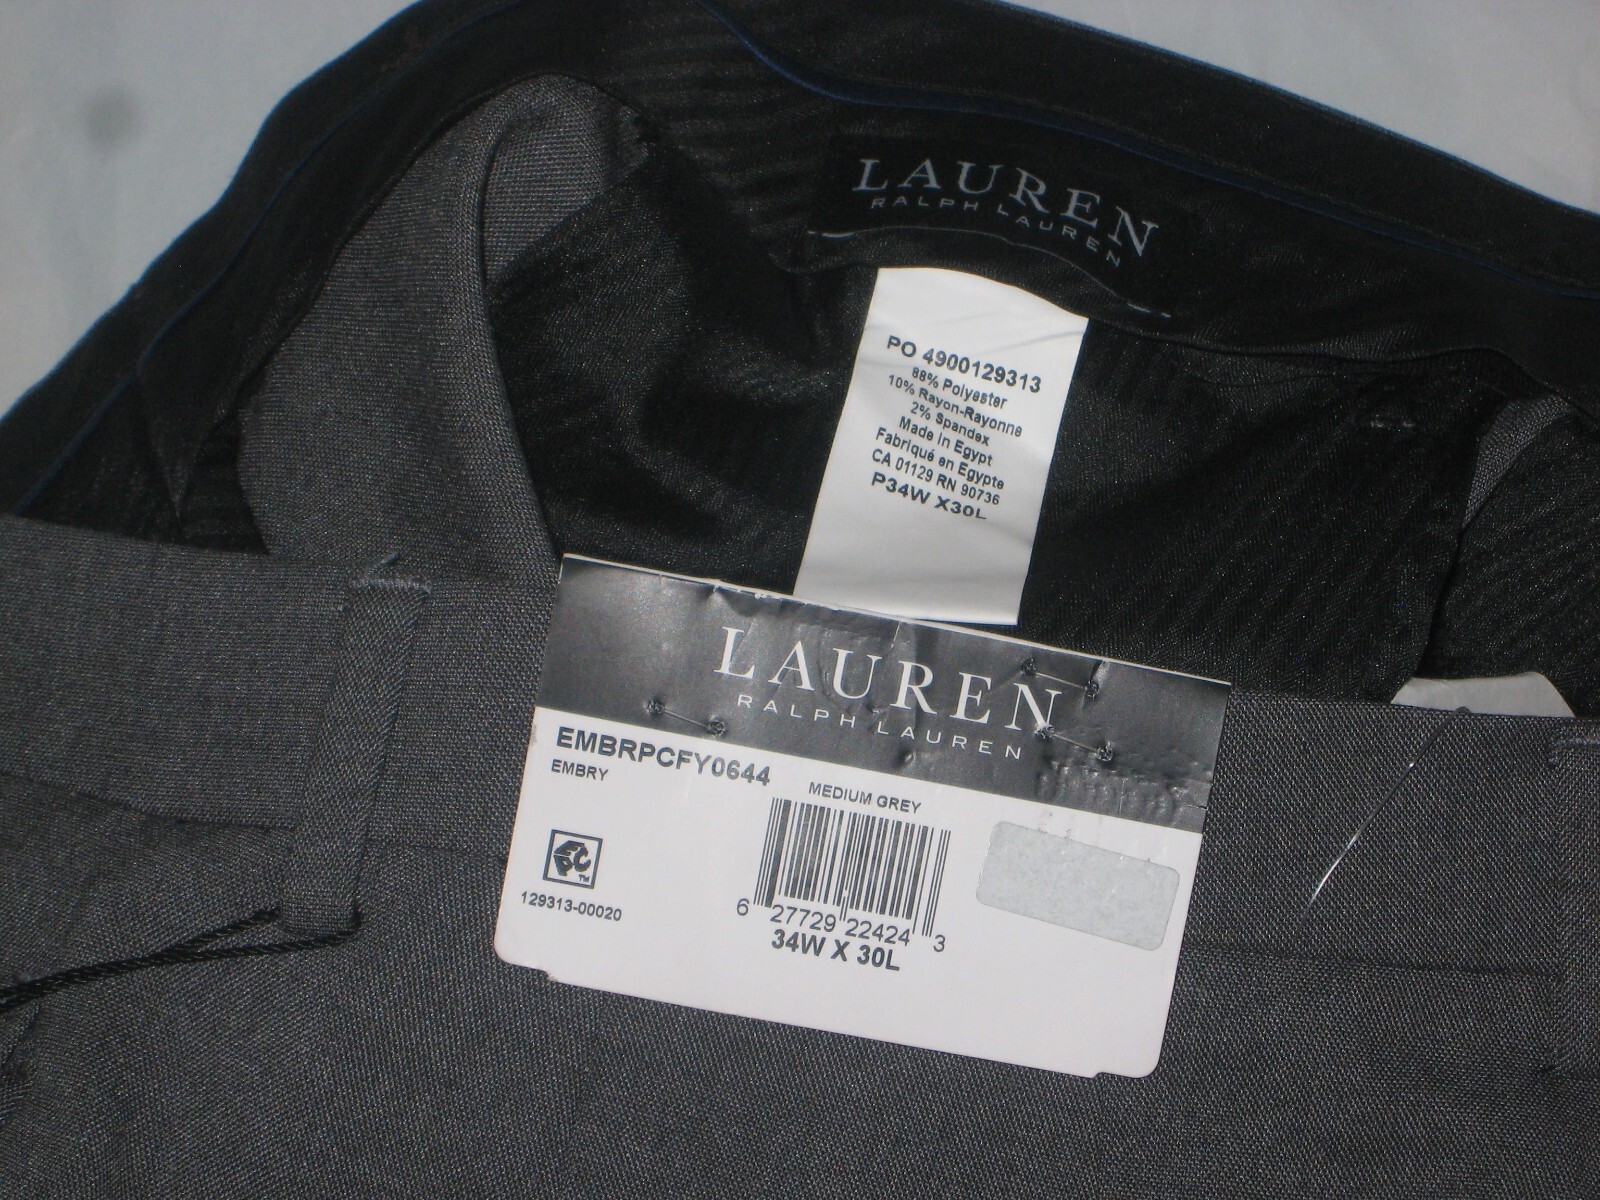 LAUREN
RALPH LAUREN
PO 4900129313
88% Polyester
10% Rayon-Rayonne
2% Spandex
Made in Egypt
Fabriqué en Egypte
CA 01129 RN 90736
P34W X30L
LAUREN
RALPH LAUREN
EMBRPCFY0644
EMBRY
MEDIUM GREY
EC™
129313-00020
6 27729 22424 3
34W X 30L